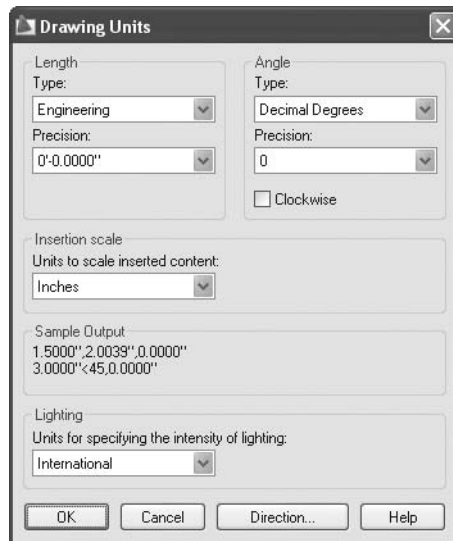 Drawing Units
Length
Type:
Engineering
Precision:
0'-0.0000"
Angle
Type:
Decimal Degrees
Precision:
0
Clockwise
Insertion scale
Units to scale inserted content:
Inches
Sample Output
1.5000",2.0039",0.0000"
3.0000"<45,0.0000"
Lighting
Units for specifying the intensity of lighting:
International
OK Cancel Direction... Help